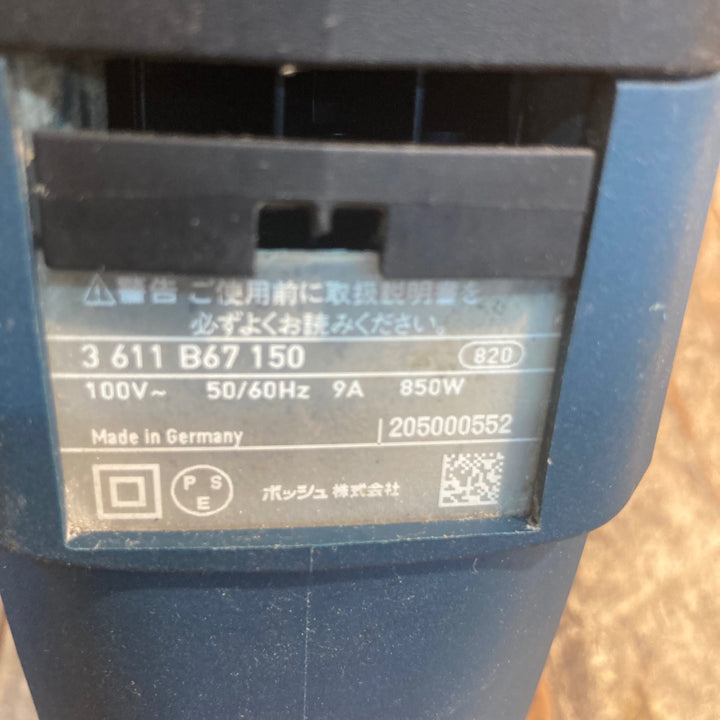 警告 ご使用前に取扱説明書を
必ずよくお読みください。
3 611 B67 150 820
100V~ 50/60Hz 9A 850W
Made in Germany 205000552
PSE ボッシュ株式会社